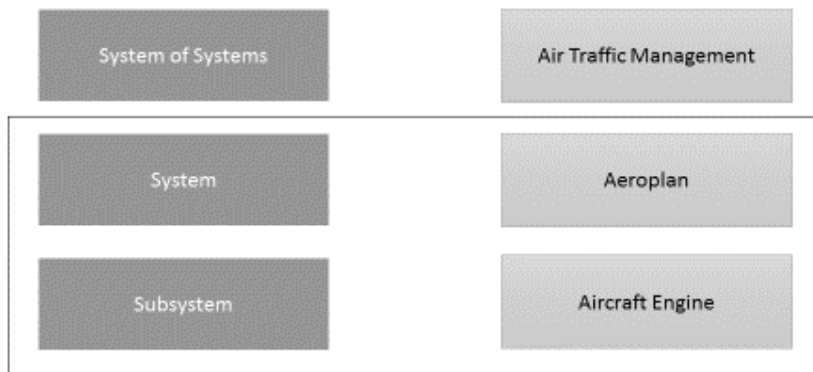 System of Systems
Air Traffic Management
System
Aeroplan
Subsystem
Aircraft Engine